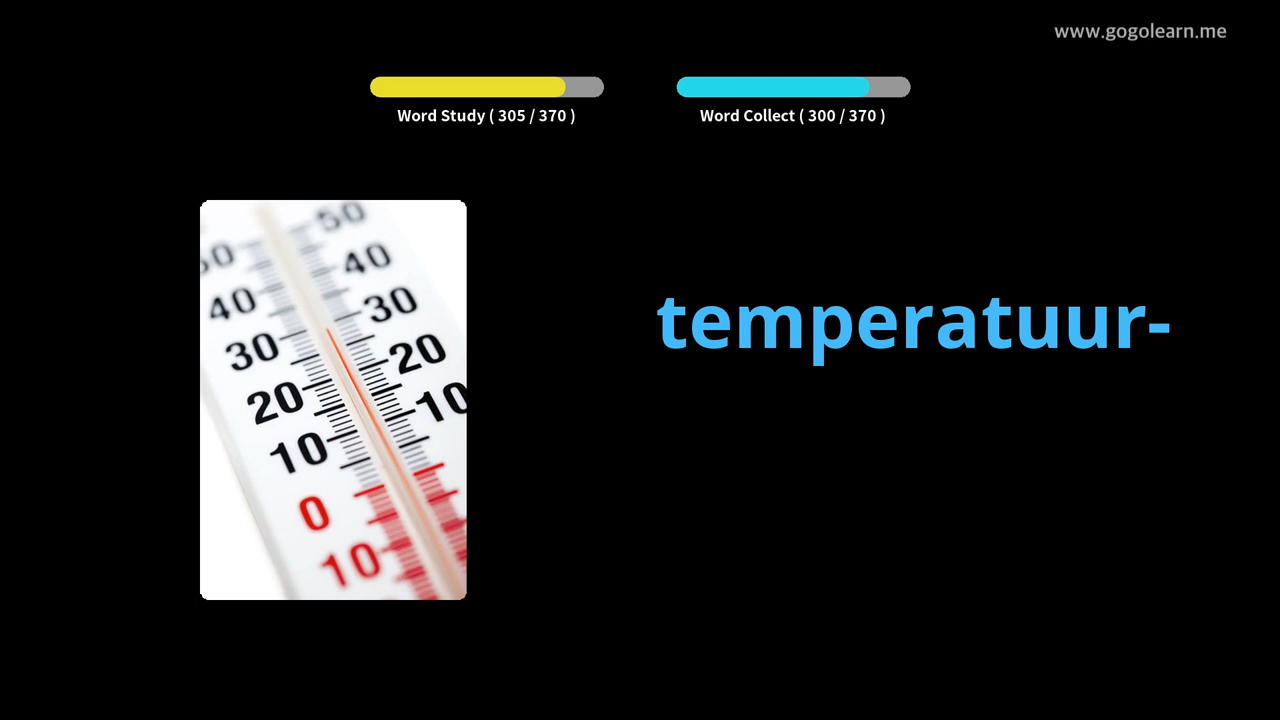 www.gogolearn.me
Word Study ( 305 / 370 )
Word Collect ( 300 / 370 )
temperatuur-
50
40 40
30 30
20 20
10 10
0
10